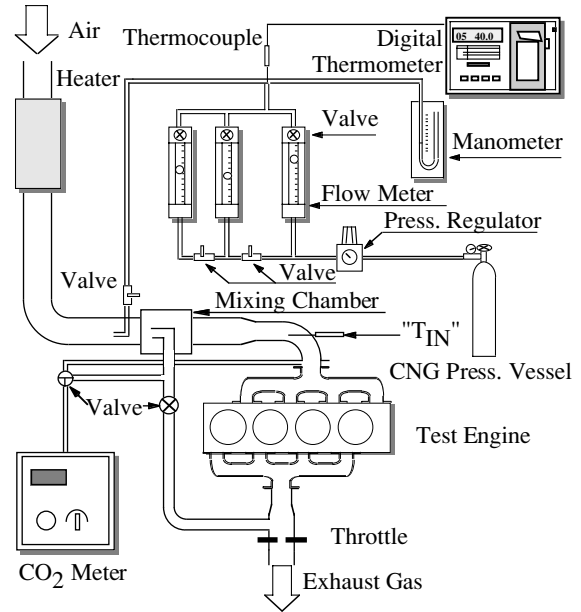 Air
Thermocouple
Digital
Thermometer
05 40.0
Heater
Valve
Manometer
Flow Meter
Press. Regulator
Valve
Valve
Mixing Chamber
"TIN"
CNG Press. Vessel
Valve
Test Engine
Throttle
CO2 Meter
Exhaust Gas